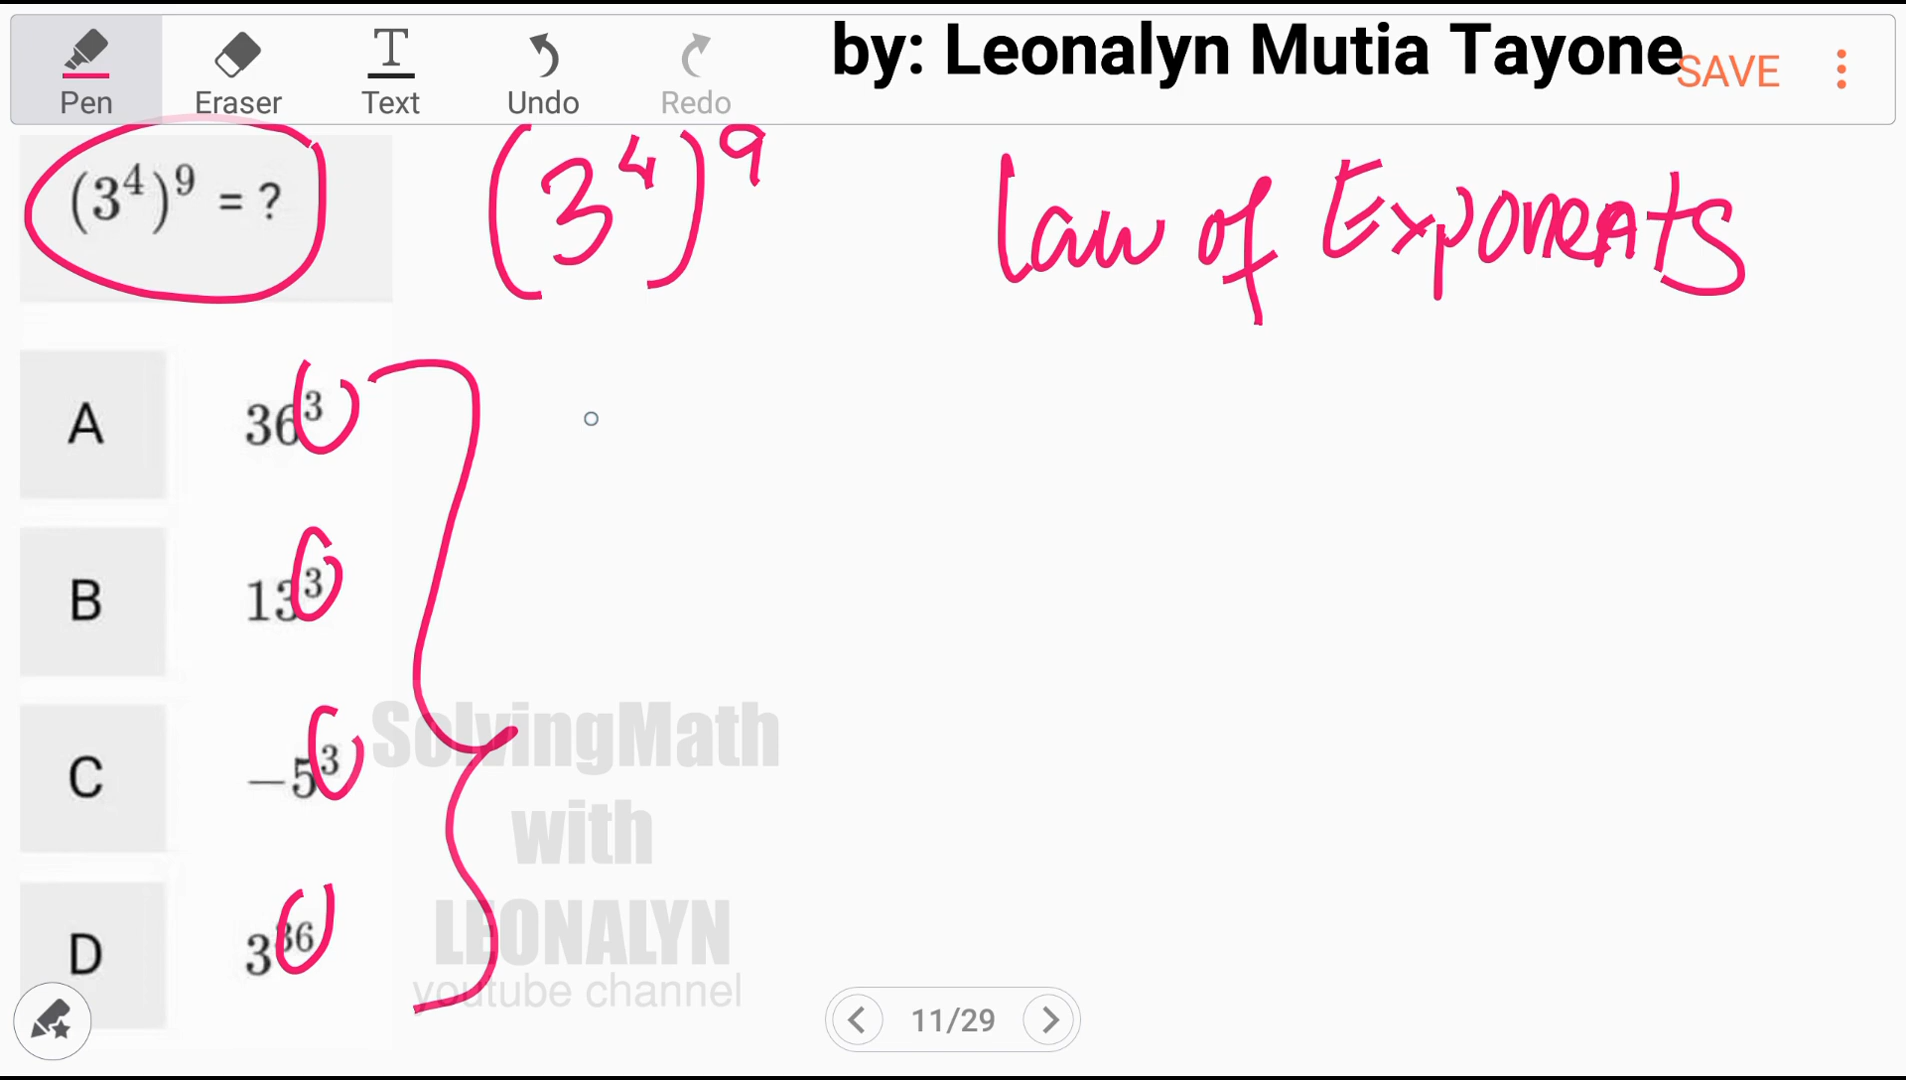 by: Leonalyn Mutia Tayone
Pen Eraser Text Undo Redo SAVE
(3⁴)⁹ = ? (3⁴)⁹ Law of Exponents
A 36³
B 13³
C −5³
SolvingMath
with
D 3³⁶
LEONALYN
youtube channel
11/29